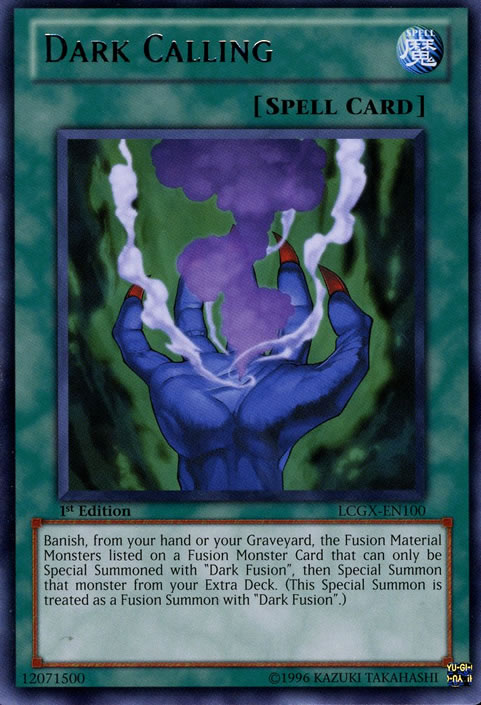 DARK CALLING
SPELL
魔
[SPELL CARD]
1st Edition
LCGX-EN100
Banish, from your hand or your Graveyard, the Fusion Material
Monsters listed on a Fusion Monster Card that can only be
Special Summoned with "Dark Fusion", then Special Summon
that monster from your Extra Deck. (This Special Summon is
treated as a Fusion Summon with "Dark Fusion".)
12071500
©1996 KAZUKI TAKAHASHI